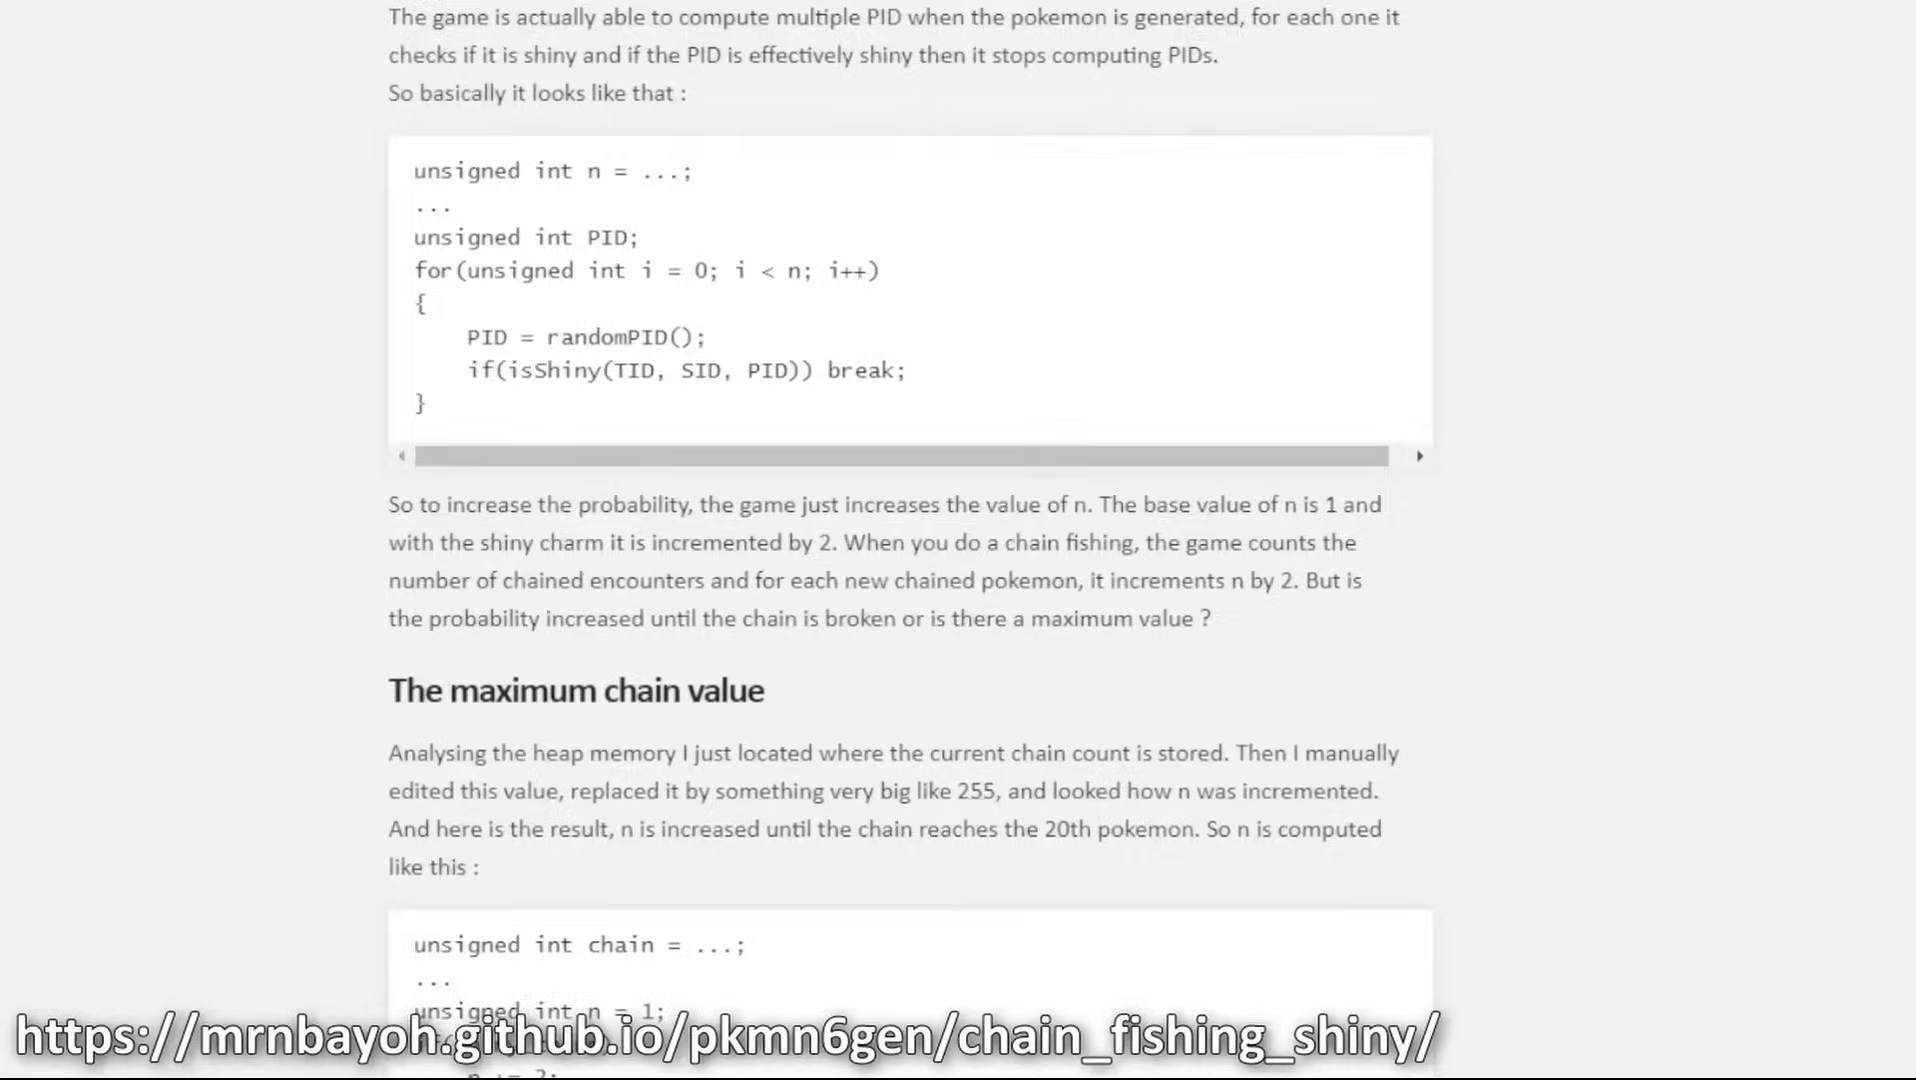 The game is actually able to compute multiple PID when the pokemon is generated, for each one it
checks if it is shiny and if the PID is effectively shiny then it stops computing PIDs.
So basically it looks like that :
unsigned int n = ...;
...
unsigned int PID;
for(unsigned int i = 0; i < n; i++)
{
PID = randomPID();
if(isShiny(TID, SID, PID)) break;
}
So to increase the probability, the game just increases the value of n. The base value of n is 1 and
with the shiny charm it is incremented by 2. When you do a chain fishing, the game counts the
number of chained encounters and for each new chained pokemon, it increments n by 2. But is
the probability increased until the chain is broken or is there a maximum value ?
The maximum chain value
Analysing the heap memory I just located where the current chain count is stored. Then I manually
edited this value, replaced it by something very big like 255, and looked how n was incremented.
And here is the result, n is increased until the chain reaches the 20th pokemon. So n is computed
like this :
unsigned int chain = ...;
...
unsigned int n = 1;
https://mrnbayoh.github.io/pkmn6gen/chain_fishing_shiny/
n += 2;